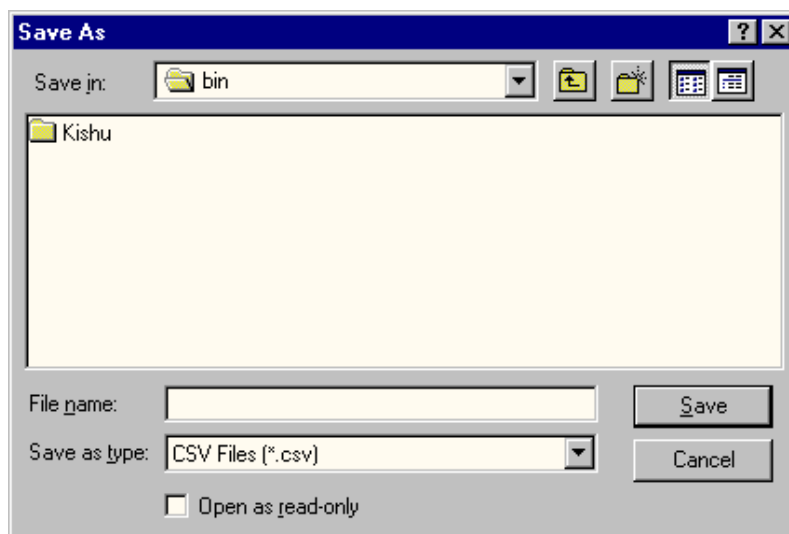 Save As
Save in: bin
Kishu
File name: Save
Save as type: CSV Files (*.csv) Cancel
Open as read-only